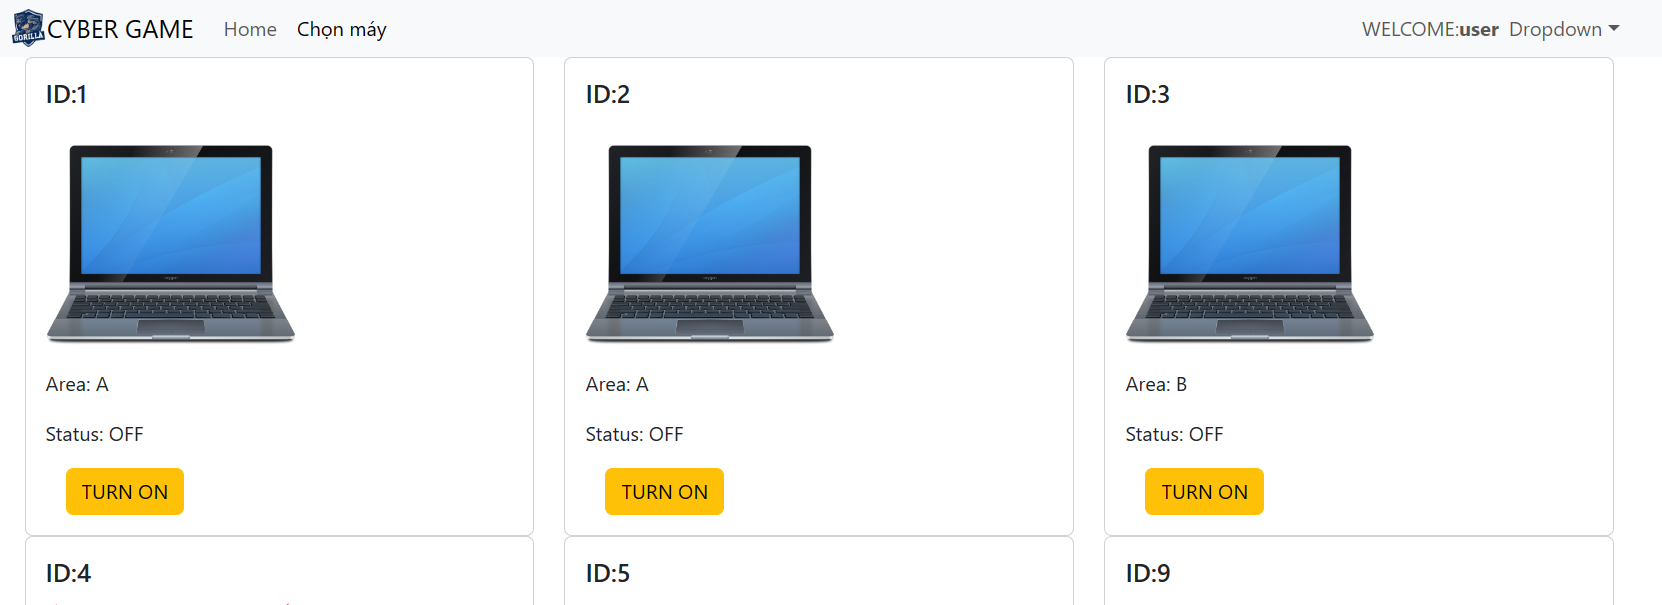 GORILLA
CYBER GAME Home Chọn máy WELCOME:user Dropdown
ID:1 ID:2 ID:3
Area: A Area: A Area: B
Status: OFF Status: OFF Status: OFF
TURN ON TURN ON TURN ON
ID:4 ID:5 ID:9